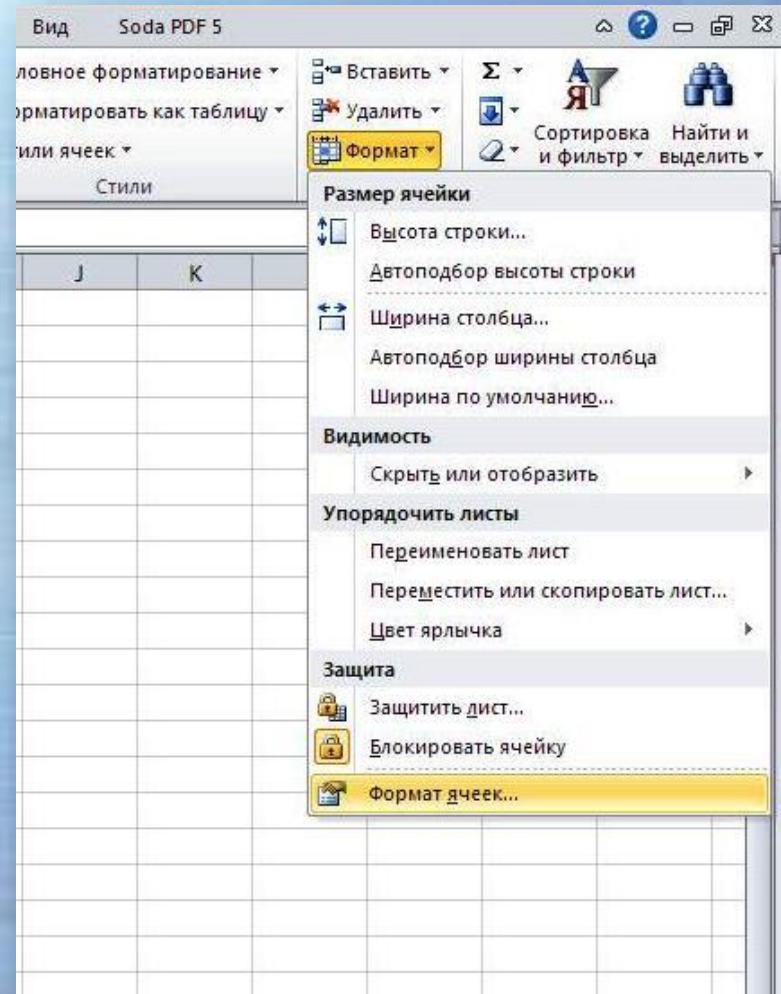 Вид Soda PDF 5
ловное форматирование Вставить Σ
орматировать как таблицу Удалить
тили ячеек Формат
Сортировка и фильтр
Найти и выделить
Стили
Размер ячейки
Высота строки...
Автоподбор высоты строки
J K
Ширина столбца...
Автоподбор ширины столбца
Ширина по умолчанию...
Видимость
Скрыть или отобразить
Упорядочить листы
Переименовать лист
Переместить или скопировать лист...
Цвет ярлычка
Защита
Защитить лист...
Блокировать ячейку
Формат ячеек...